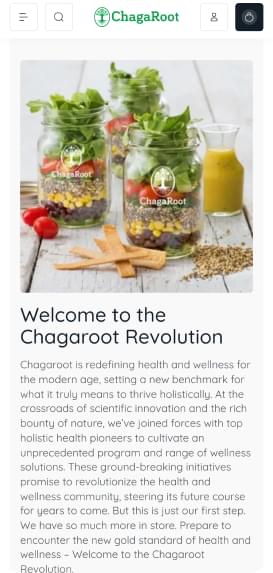 ChagaRoot
ChagaRoot
ChagaRoot
Welcome to the
Chagaroot Revolution
Chagaroot is redefining health and wellness for
the modern age, setting a new benchmark for
what it truly means to thrive holistically. At the
crossroads of scientific innovation and the rich
bounty of nature, we've joined forces with top
holistic health pioneers to cultivate an
unprecedented program and range of wellness
solutions. These ground-breaking initiatives
promise to revolutionize the health and
wellness community, steering its future course
for years to come. But this is just our first step.
We have so much more in store. Prepare to
encounter the new gold standard of health and
wellness – Welcome to the Chagaroot
Revolution.